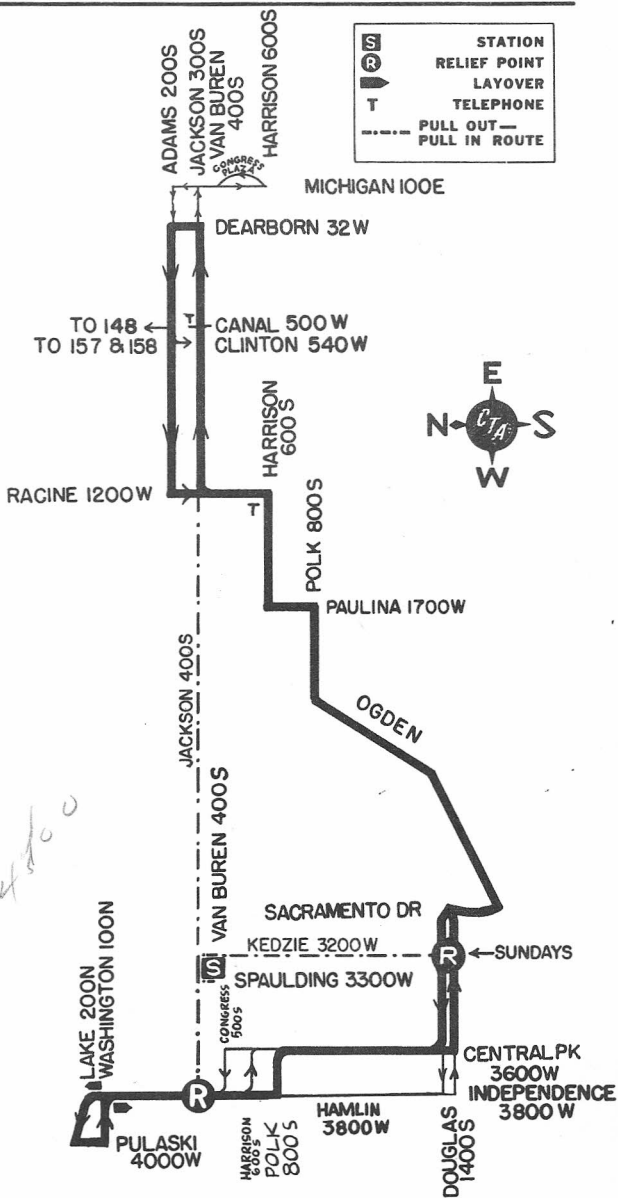 S STATION
R RELIEF POINT
LAYOVER
T TELEPHONE
PULL OUT—
PULL IN ROUTE
ADAMS 200S
JACKSON 300S
VAN BUREN
400S
HARRISON 600S
CONGRESS
PLAZA
MICHIGAN 100E
DEARBORN 32W
TO 148
T
CANAL 500W
TO 157 & 158
CLINTON 540W
E
N
CTA
S
W
HARRISON
600S
RACINE 1200W
T
POLK 800S
PAULINA 1700W
JACKSON 400S
OGDEN
VAN BUREN 400S
SACRAMENTO DR
KEDZIE 3200W
R
SUNDAYS
S
SPAULDING 3300W
CONGRESS
500S
LAKE 200N
WASHINGTON 100N
CENTRAL PK
3600W
INDEPENDENCE
3800W
R
HAMLIN
3800W
PULASKI
4000W
HARRISON
600S
POLK
800S
DOUGLAS
1400S